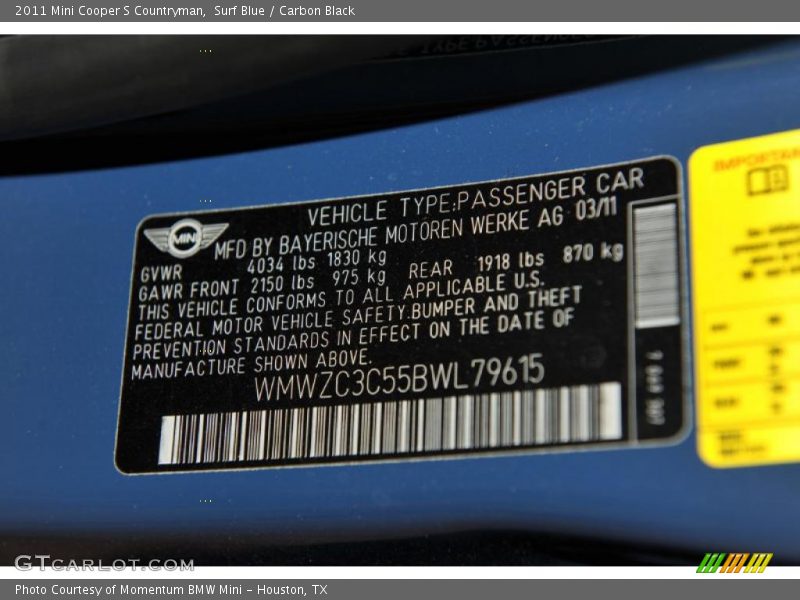 2011 Mini Cooper S Countryman,  Surf Blue / Carbon Black
VEHICLE TYPE:PASSENGER CAR
MINI
MFD BY BAYERISCHE MOTOREN WERKE AG 03/11
GVWR 4034 lbs 1830 kg
GAWR FRONT 2150 lbs 975 kg REAR 1918 lbs 870 kg
THIS VEHICLE CONFORMS TO ALL APPLICABLE U.S.
FEDERAL MOTOR VEHICLE SAFETY.BUMPER AND THEFT
PREVENTION STANDARDS IN EFFECT ON THE DATE OF
MANUFACTURE SHOWN ABOVE.
WMWZC3C55BWL79615
IMPORTANT
GTcarlot.com
Photo Courtesy of Momentum BMW Mini - Houston, TX